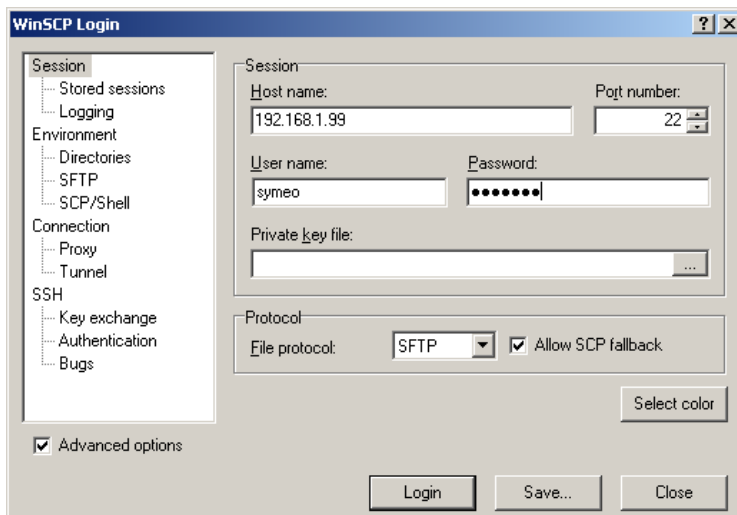 WinSCP Login
Session
Stored sessions
Logging
Environment
Directories
SFTP
SCP/Shell
Connection
Proxy
Tunnel
SSH
Key exchange
Authentication
Bugs
Advanced options
Session
Host name:
Port number:
192.168.1.99
22
User name:
Password:
symeo
●●●●●●●
Private key file:
...
Protocol
File protocol:
SFTP
Allow SCP fallback
Select color
Login
Save...
Close